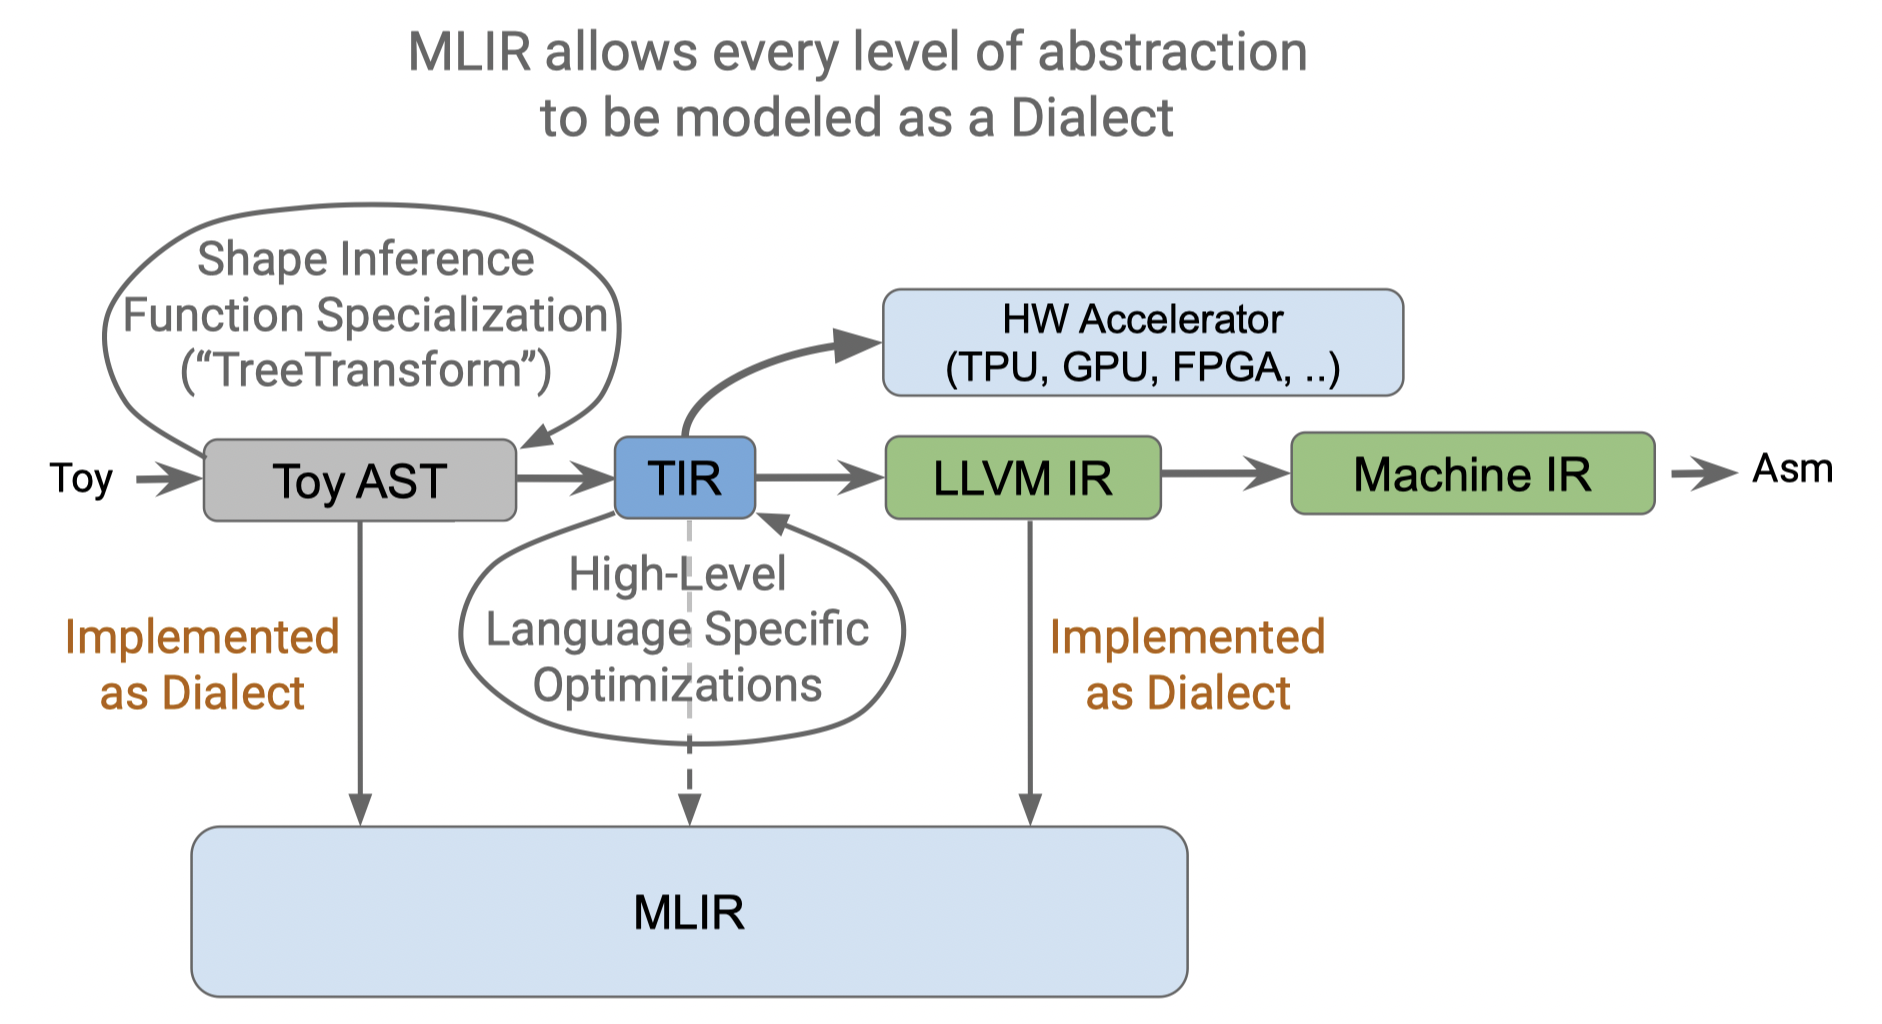 MLIR allows every level of abstraction
to be modeled as a Dialect
Shape Inference
Function Specialization
(“TreeTransform”)
HW Accelerator
(TPU, GPU, FPGA, ..)
Toy
Toy AST
TIR
LLVM IR
Machine IR
Asm
High-Level
Language Specific
Optimizations
Implemented
as Dialect
Implemented
as Dialect
MLIR